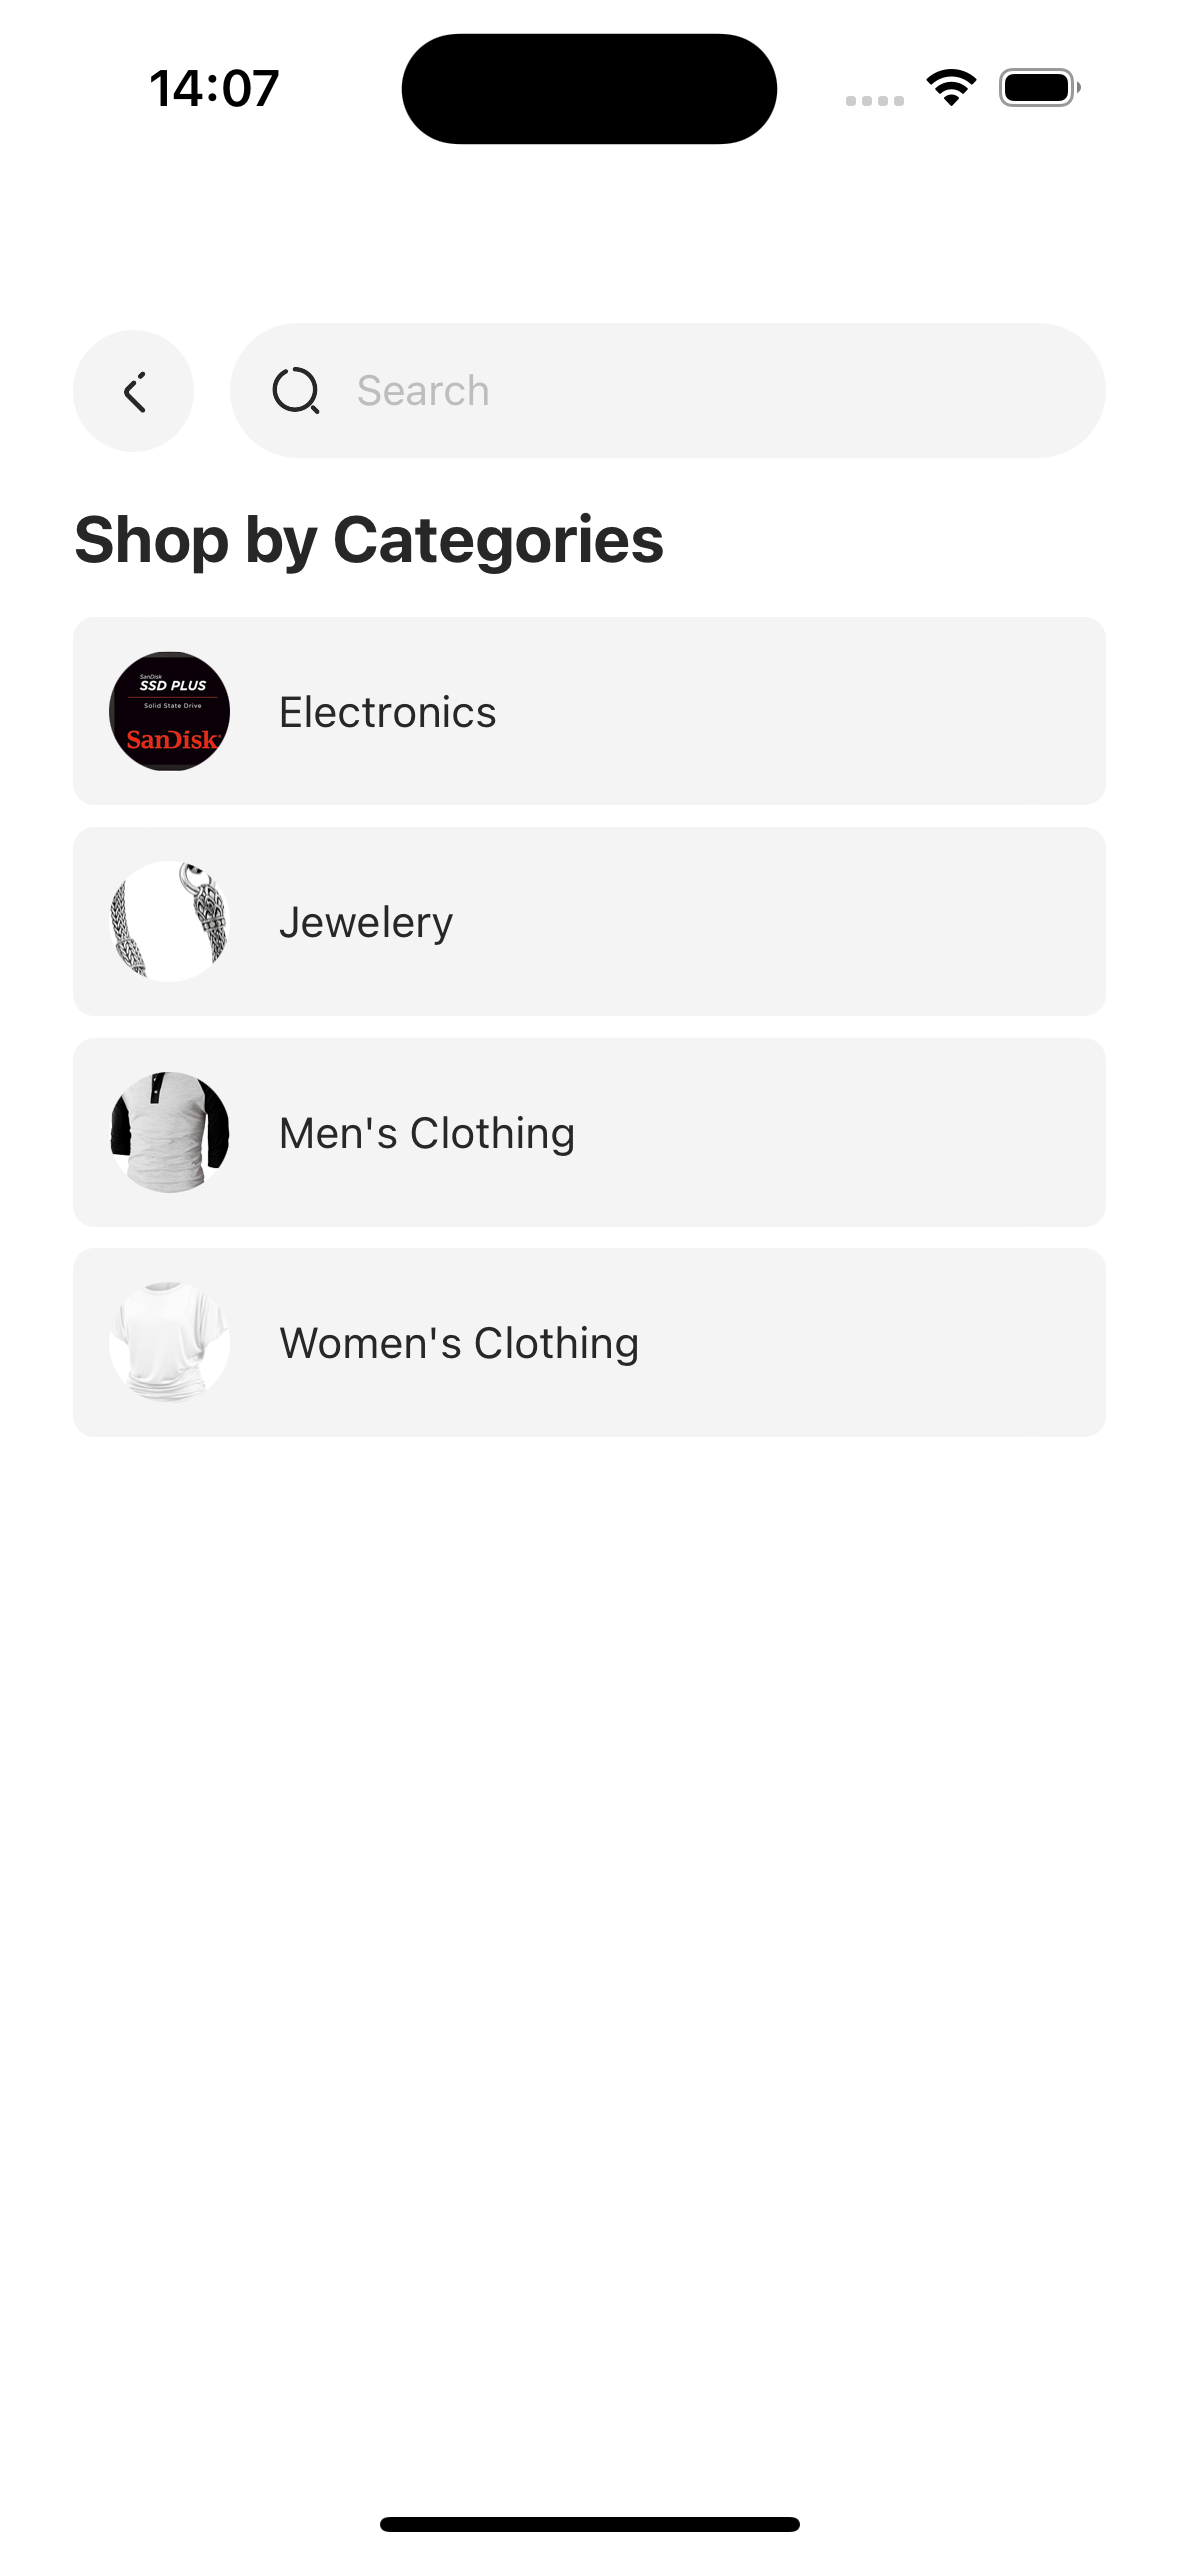 14:07
Search
Shop by Categories
SanDisk
SSD PLUS
Solid State Drive
SanDisk
Electronics
Jewelery
Men's Clothing
Women's Clothing